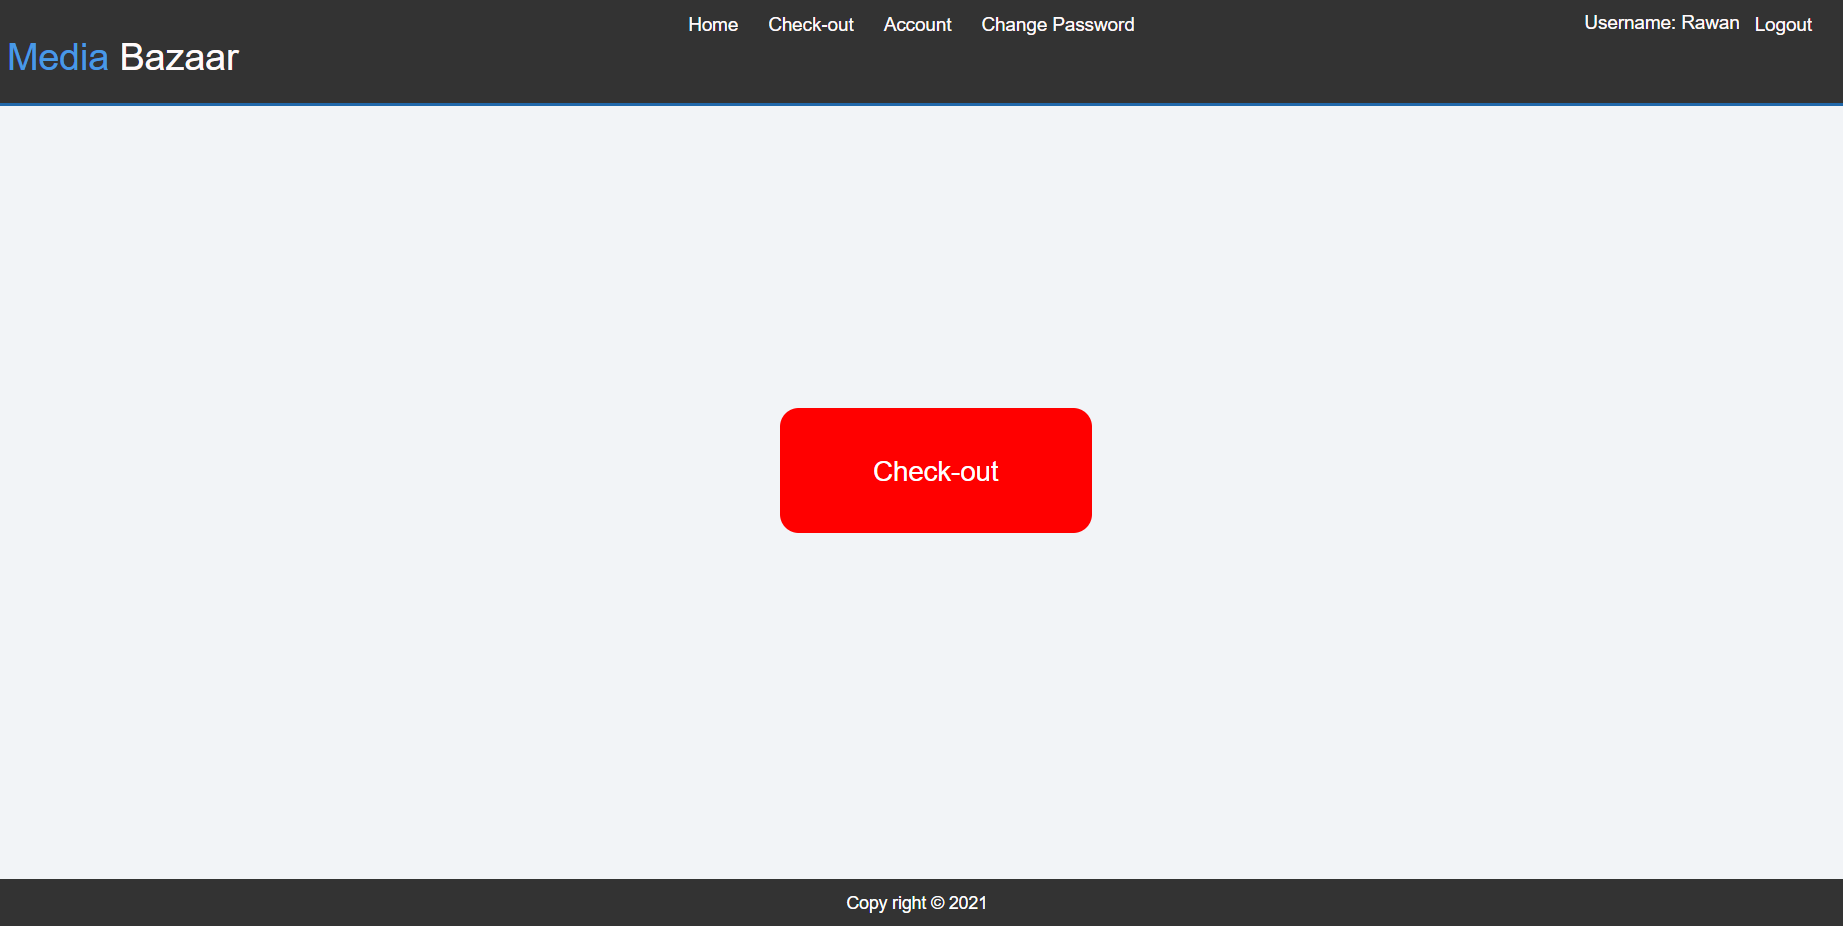 Home Check-out Account Change Password Username: Rawan Logout
Media Bazaar
Check-out
Copy right © 2021